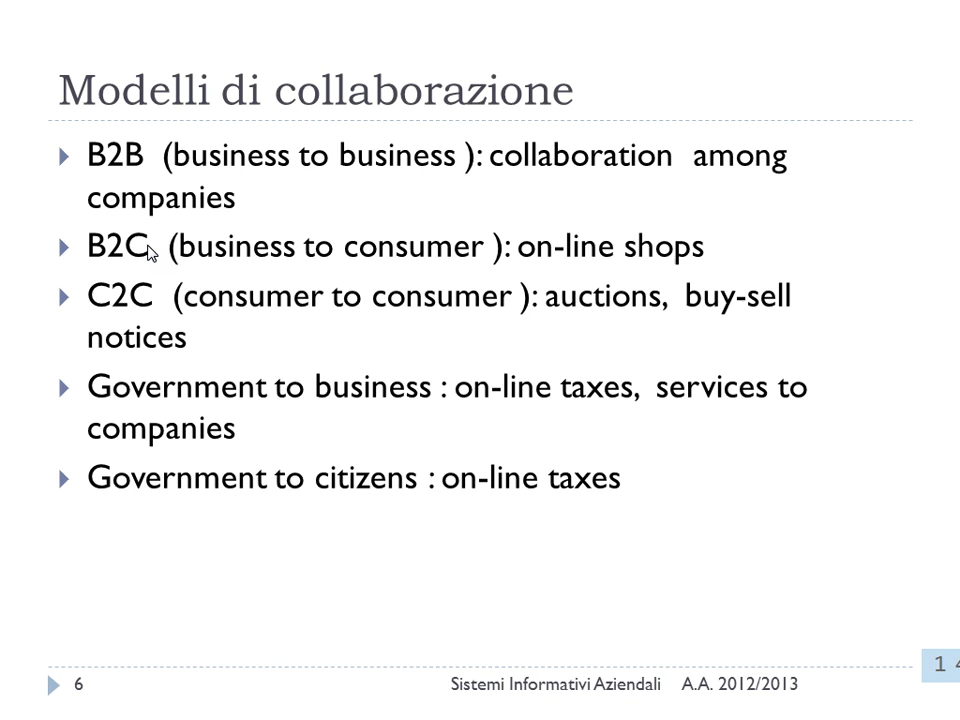 Modelli di collaborazione
B2B (business to business ): collaboration among
companies
B2C (business to consumer ): on-line shops
C2C (consumer to consumer ): auctions, buy-sell
notices
Government to business : on-line taxes, services to
companies
Government to citizens : on-line taxes
1
6 Sistemi Informativi Aziendali A.A. 2012/2013